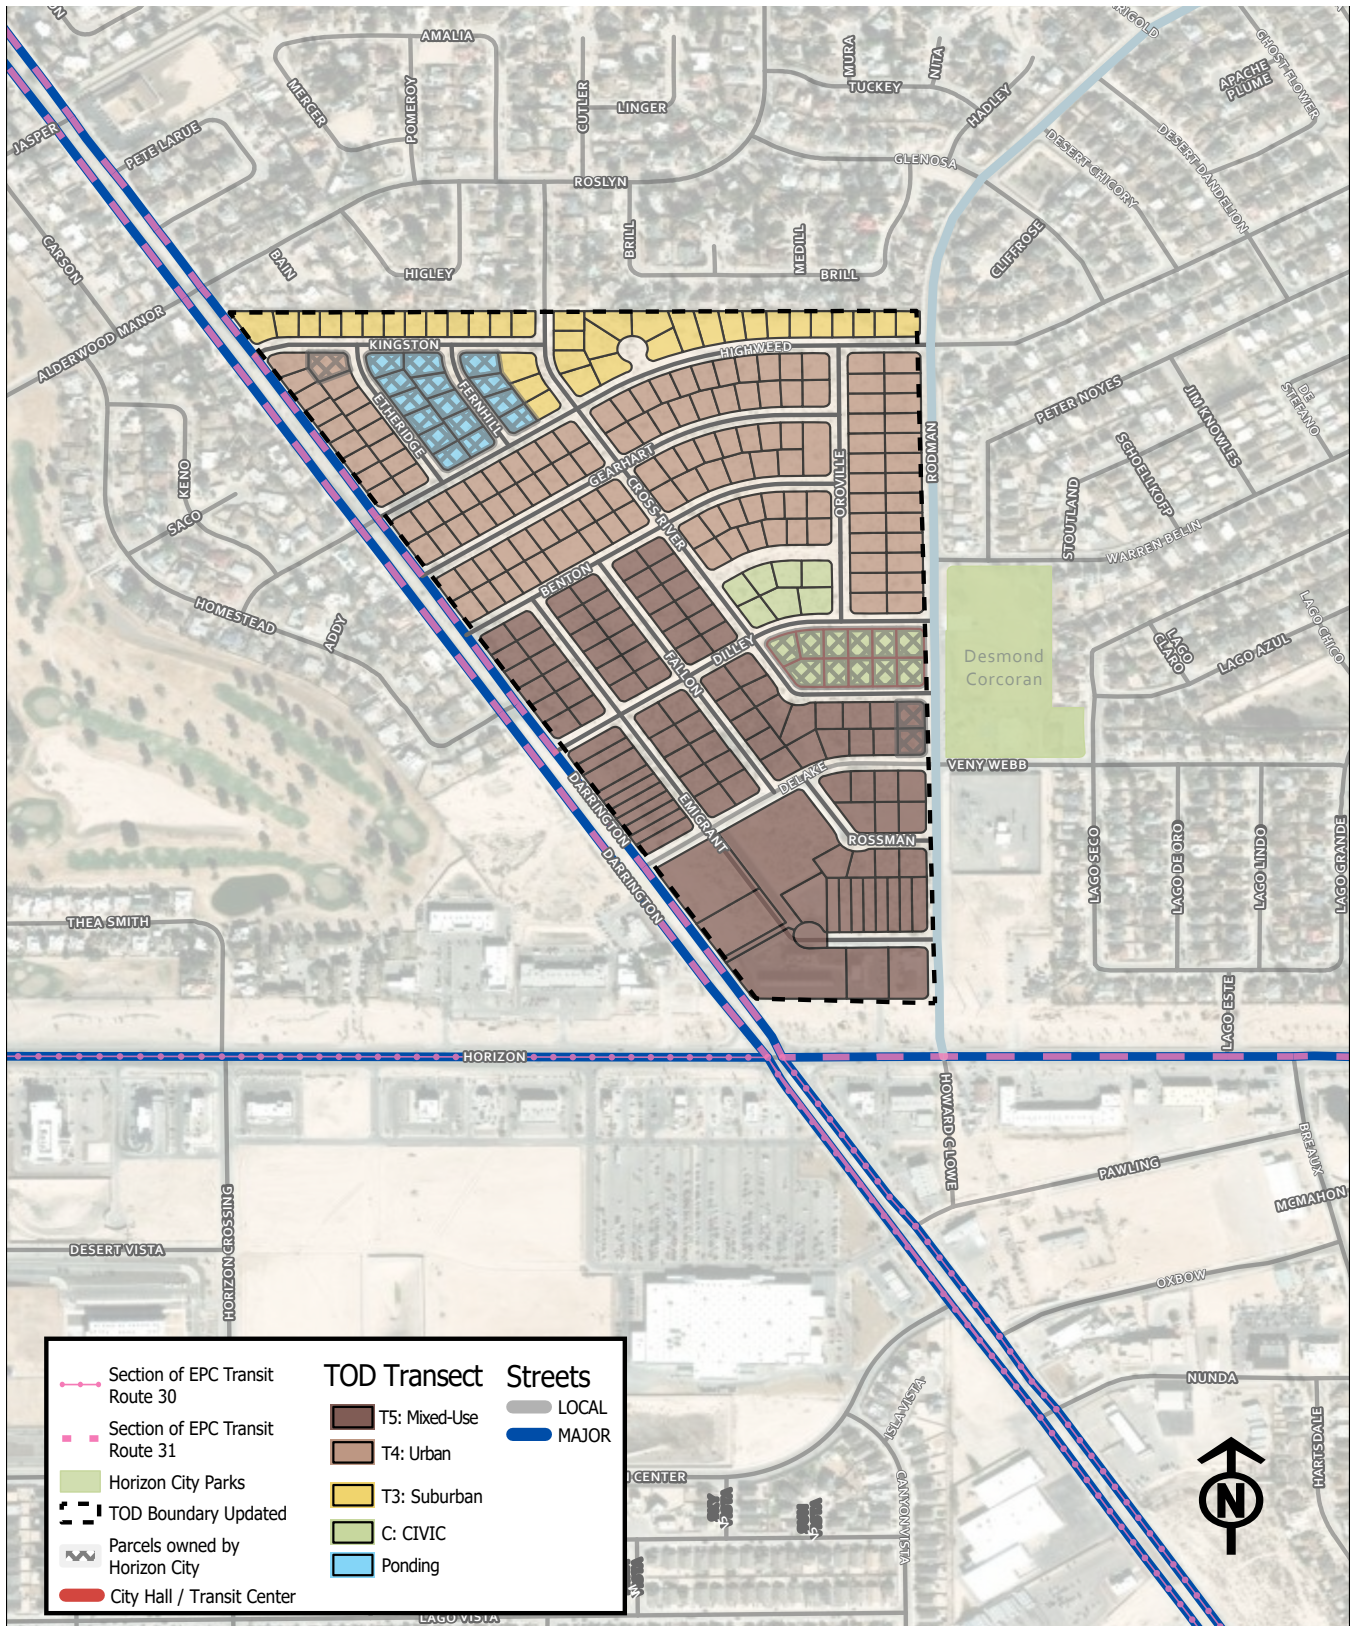 AMALIA
MERCER
POMEROY
CUTLER
LINGER
MURA
TUCKEY
NITA
HADLEY
GHOST FLOWER
APACHE
PLUME
JASPER
PETE LARUE
ROSLYN
GLENOSA
DESERT CHICORY
DESERT DANDELION
CARSON
BAIN
HIGLEY
BRILL
MEDILL
BRILL
CLIFFROSE
ALDERWOOD MANOR
KINGSTON
HIGHWEED
ETHERIDGE
FERNHILL
PETER NOYES
JIM KNOWLES
DE
STEFANO
KENO
SACO
GEARHART
CROSS RIVER
OROVILLE
RODMAN
SCHOELLKOPF
STOUTLAND
WARREN BELIN
HOMESTEAD
ADDY
BENTON
DILLEY
FALLON
Desmond
Corcoran
LAGO
CLARO
LAGO AZUL
LAGO CHICO
VENY WEBB
DELAKE
EMIGRANT
DARRINGTON
DARRINGTON
ROSSMAN
LAGO SECO
LAGO DE ORO
LAGO LINDO
LAGO GRANDE
THEA SMITH
LAGO ESTE
HORIZON
HOWARD GLOWE
PAWLING
BREAUX
MCMAHON
HORIZON CROSSING
DESERT VISTA
OXBOW
NUNDA
HARTSDALE
ISLA VISTA
CENTER
CANYON VISTA
LAGO VISTA
Section of EPC Transit
Route 30
Section of EPC Transit
Route 31
Horizon City Parks
TOD Boundary Updated
Parcels owned by
Horizon City
City Hall / Transit Center
TOD Transect
T5: Mixed-Use
T4: Urban
T3: Suburban
C: CIVIC
Ponding
Streets
LOCAL
MAJOR
N